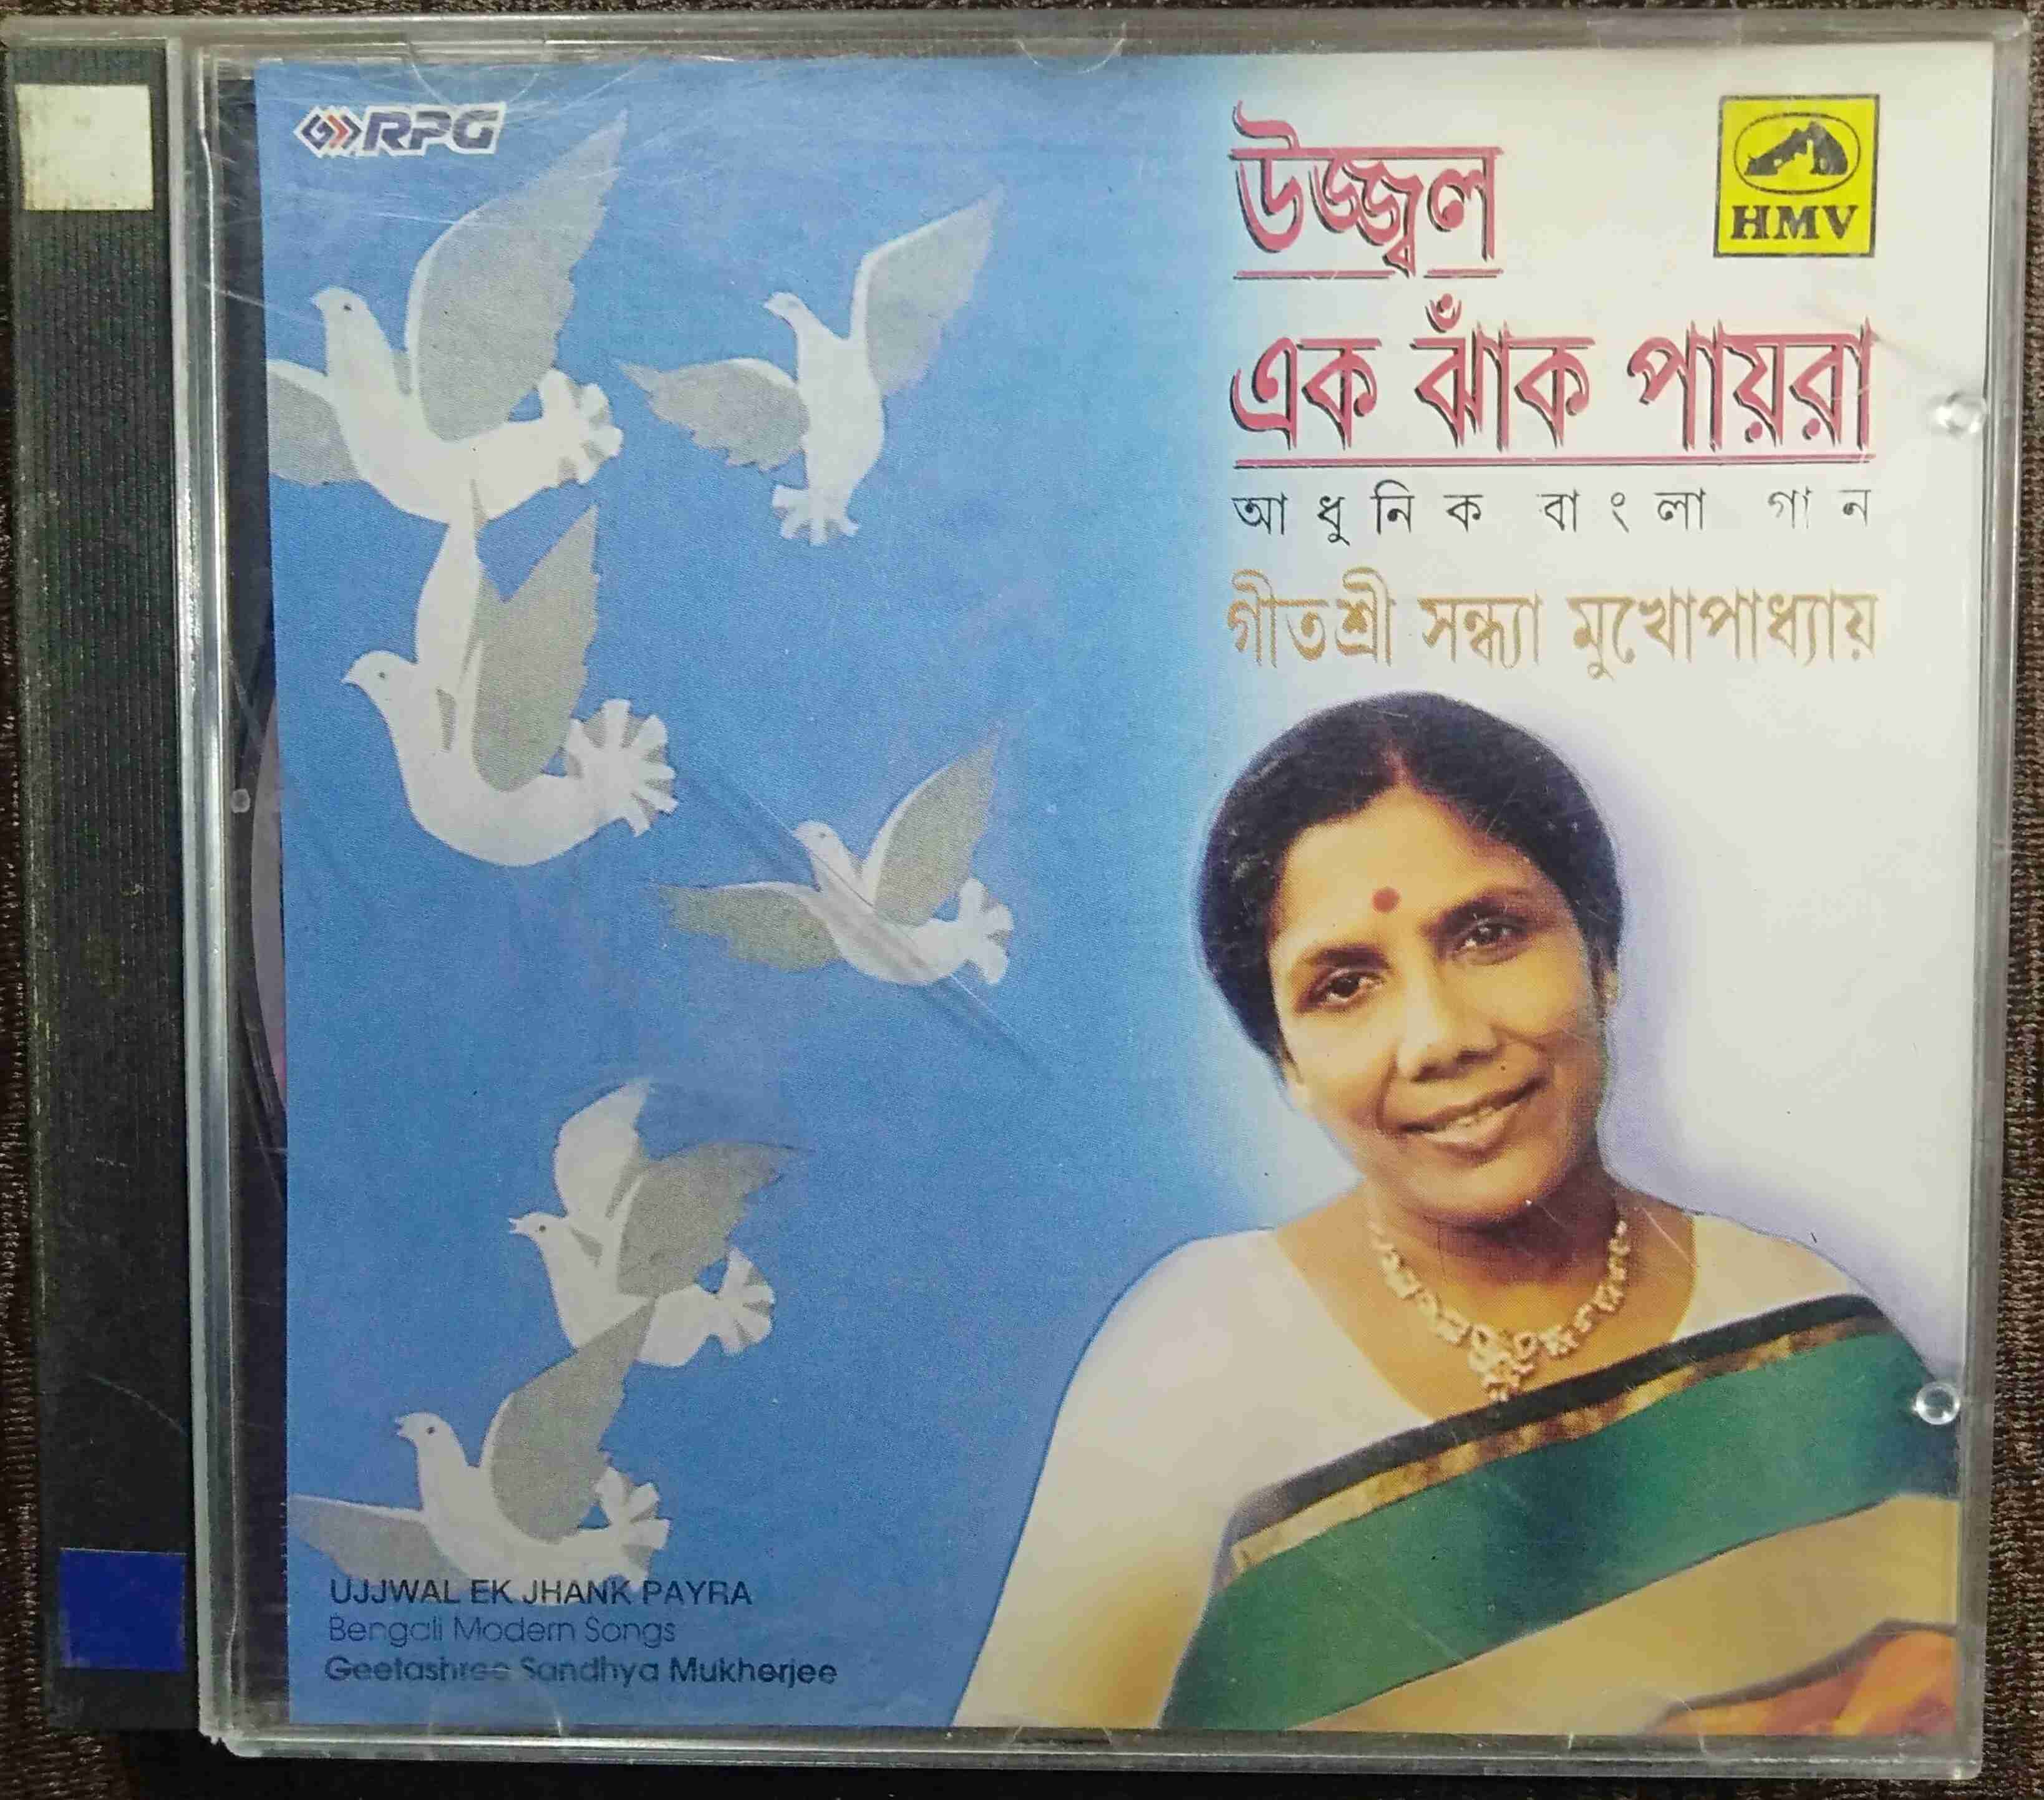 RPG
উজ্জ্বল
HMV
এক ঝাঁক পায়রা
আধুনিক বাংলা গান
গীতশ্রী সন্ধ্যা মুখোপাধ্যায়
UJJWAL EK JHANK PAYRA
Bengali Modern Songs
Geetashree Sandhya Mukherjee